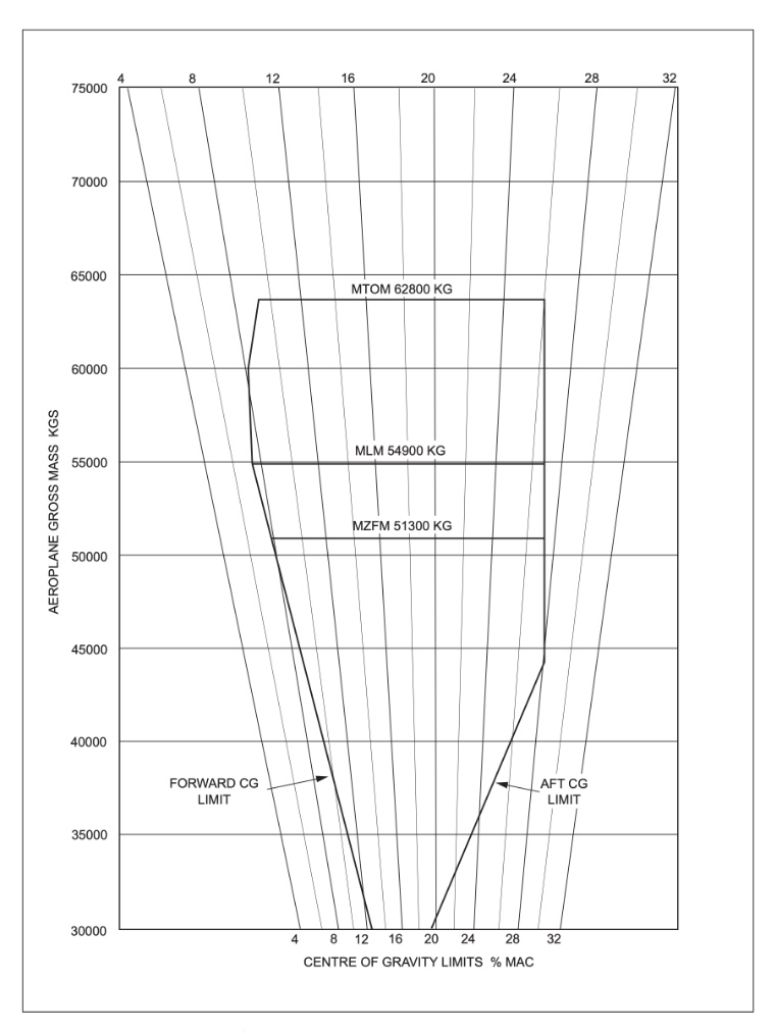 4 8 12 16 20 24 28 32
75000
70000
65000
MTOM 62800 KG
60000
55000
MLM 54900 KG
MZFM 51300 KG
50000
AEROPLANE GROSS MASS KGS
45000
40000
FORWARD CG
LIMIT
AFT CG
LIMIT
35000
30000
4 8 12 16 20 24 28 32
CENTRE OF GRAVITY LIMITS % MAC